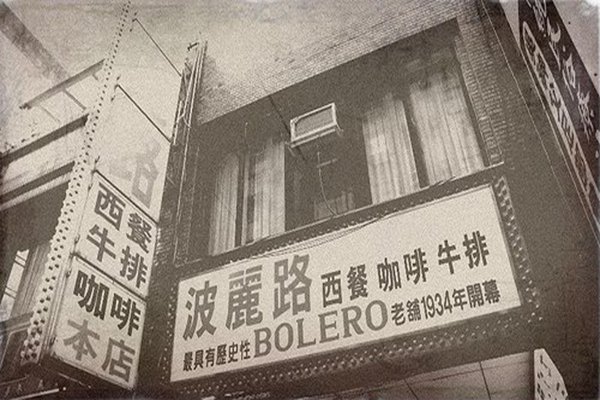 西餐
牛排
咖啡
本店
波麗路 西餐 咖啡 牛排
最具有歷史性 BOLERO 老舖1934年開幕